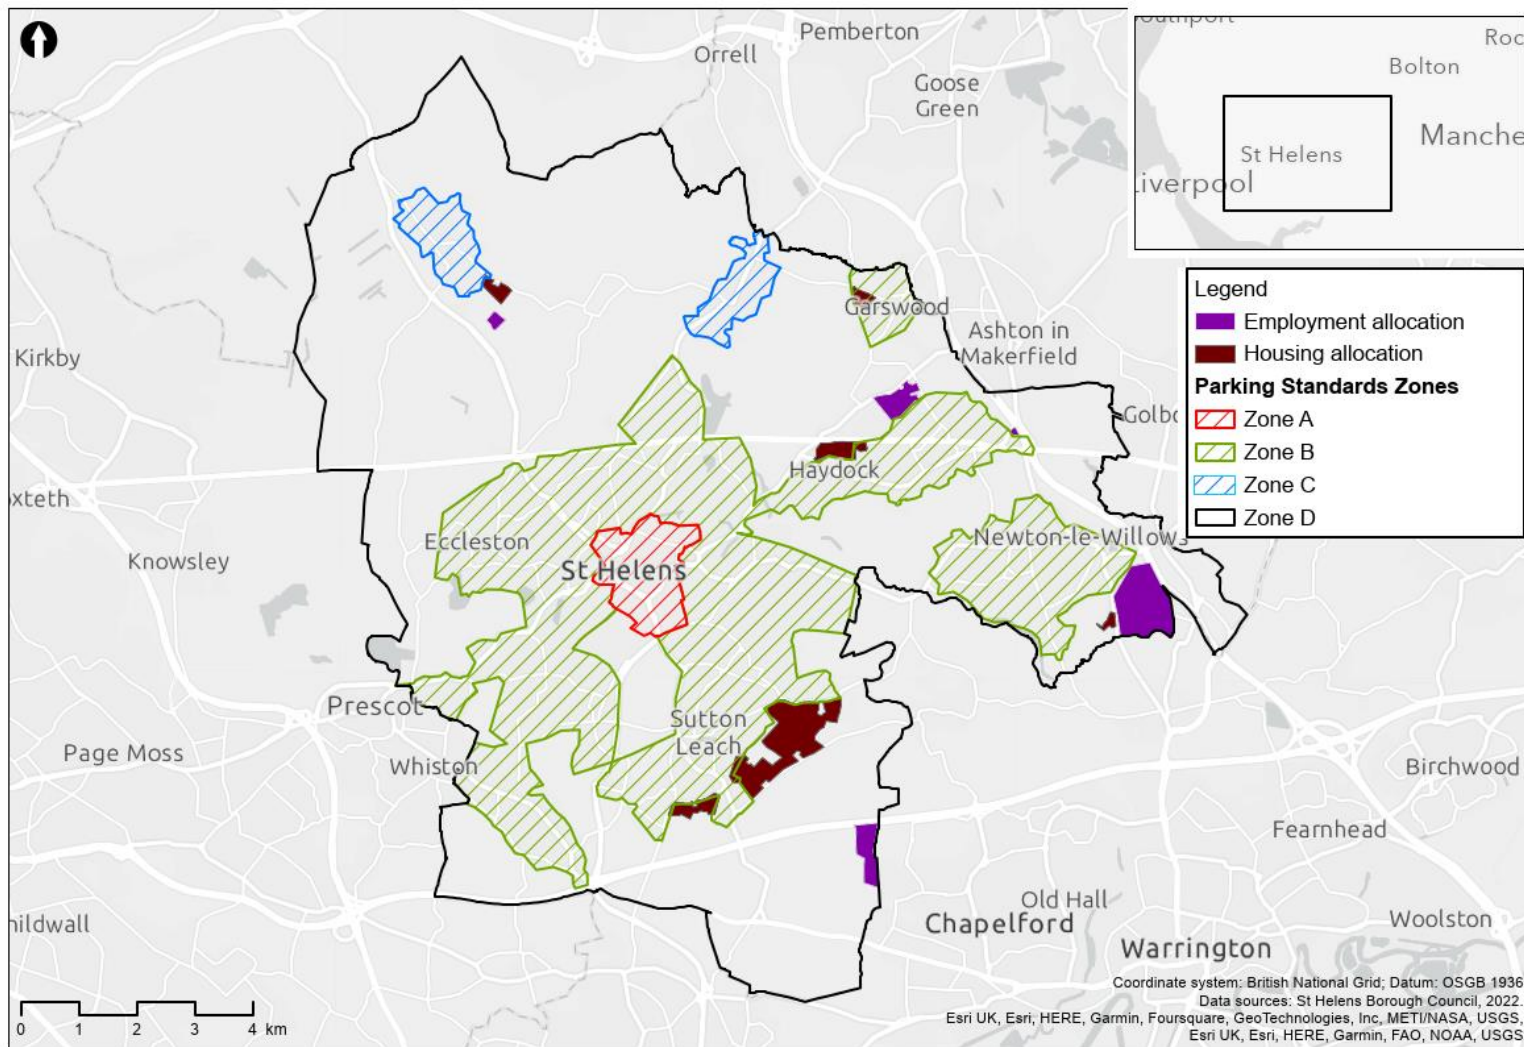 Pemberton
Orrell
Goose
Green
Southport
Roc
Bolton
Manche
St Helens
Liverpool
Legend
Employment allocation
Housing allocation
Parking Standards Zones
Zone A
Zone B
Zone C
Zone D
Garswood
Ashton in
Makerfield
Kirkby
Golbo
Haydock
oxteth
Eccleston
Knowsley
St Helens
Newton-le-Willows
Prescot
Sutton
Leach
Page Moss
Whiston
Birchwood
Fearnhead
Old Hall
hildwall
Chapelford
Woolston
Warrington
Coordinate system: British National Grid; Datum: OSGB 1936
Data sources: St Helens Borough Council, 2022.
Esri UK, Esri, HERE, Garmin, Foursquare, GeoTechnologies, Inc, METI/NASA, USGS,
Esri UK, Esri, HERE, Garmin, FAO, NOAA, USGS
0 1 2 3 4 km